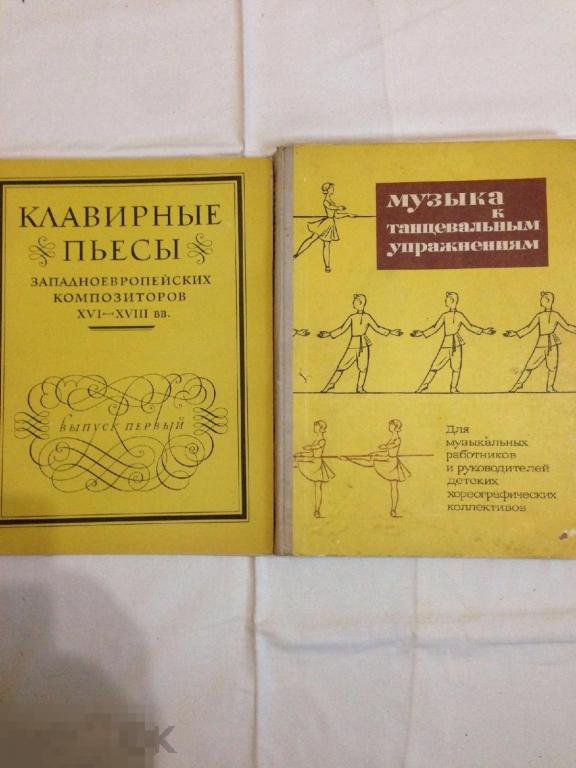 КЛАВИРНЫЕ
ПЬЕСЫ
ЗАПАДНОЕВРОПЕЙСКИХ
КОМПОЗИТОРОВ
XVI—XVIII ВВ.
ВЫПУСК ПЕРВЫЙ
музыка
к
танцевальным
упражнениям
Для
музыкальных
работников
и руководителей
детских
хореографических
коллективов